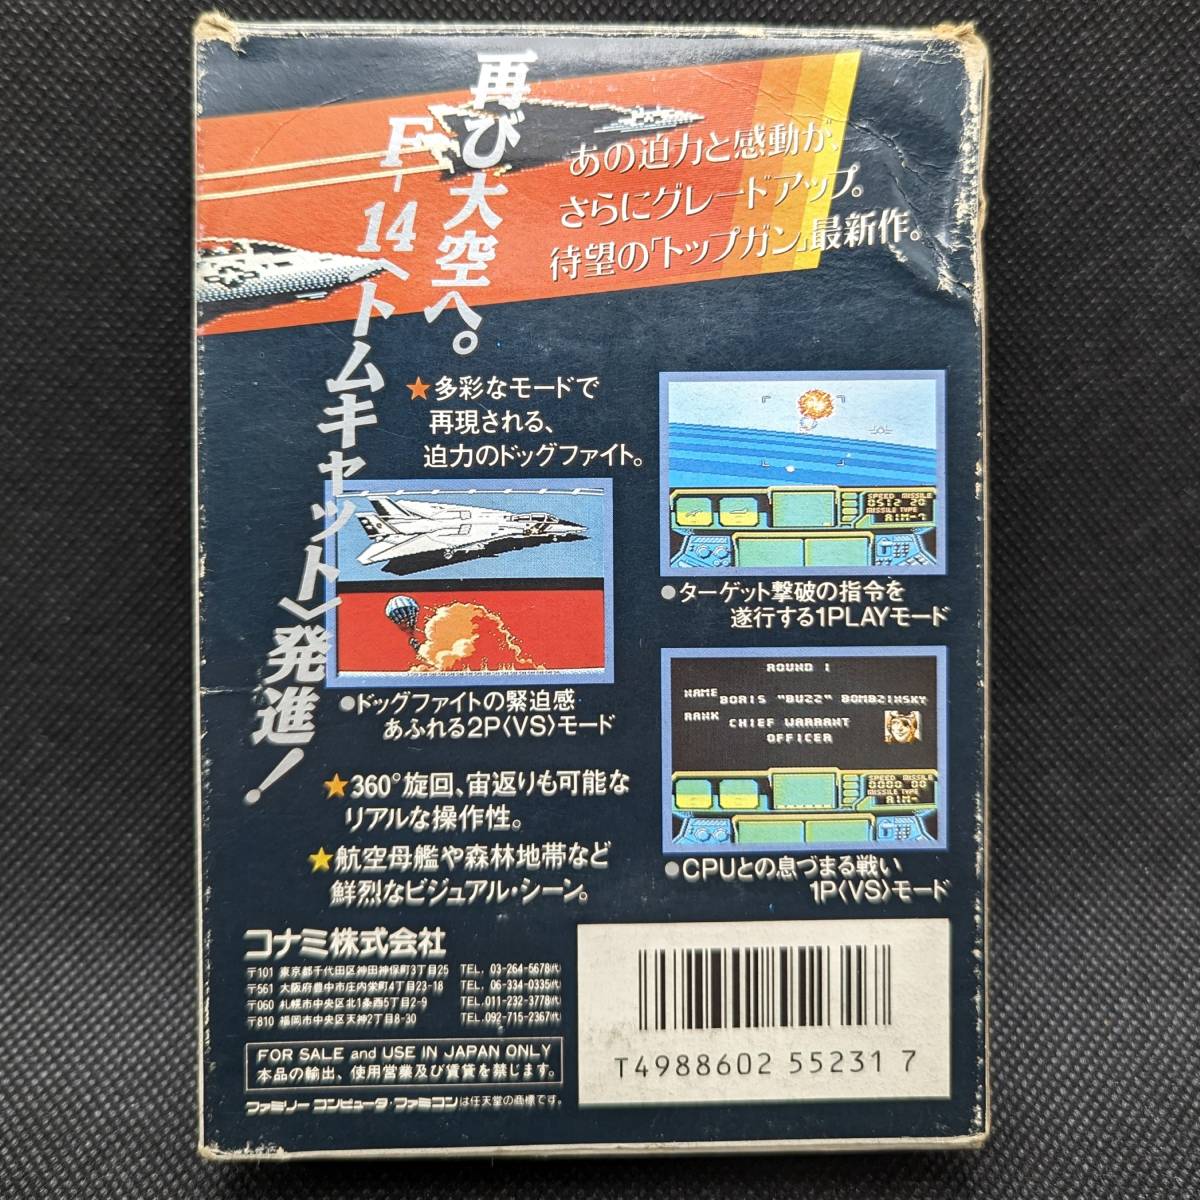 再び大空へ。
F-14〈トムキャット〉発進！
あの迫力と感動が、
さらにグレードアップ。
待望の「トップガン」最新作。
★多彩なモードで
再現される、
迫力のドッグファイト。
SPEED MISSILE
0512 20
MISSILE TYPE
AIM-9
●ターゲット撃破の指令を
遂行する1PLAYモード
●ドッグファイトの緊迫感
あふれる2P〈VS〉モード
ROUND 1
NAME BORIS "BUZZ" BOMBZINSKY
RANK CHIEF WARRANT
OFFICER
SPEED MISSILE
0000 00
MISSILE TYPE
AIM-
●CPUとの息づまる戦い
1P〈VS〉モード
★360°旋回、宙返りも可能な
リアルな操作性。
★航空母艦や森林地帯など
鮮烈なビジュアル・シーン。
コナミ株式会社
〒101 東京都千代田区神田神保町3丁目25 TEL. 03-264-5678(代)
〒561 大阪府豊中市庄内栄町4丁目23-18 TEL. 06-334-0335(代)
〒060 札幌市中央区北1条西5丁目2-9 TEL.011-232-3778(代)
〒810 福岡市中央区天神2丁目8-30 TEL.092-715-2367(代)
FOR SALE and USE IN JAPAN ONLY
本品の輸出、使用営業及び賃貸を禁じます。
ファミリーコンピュータ・ファミコンは任天堂の商標です。
T4988602 55231 7